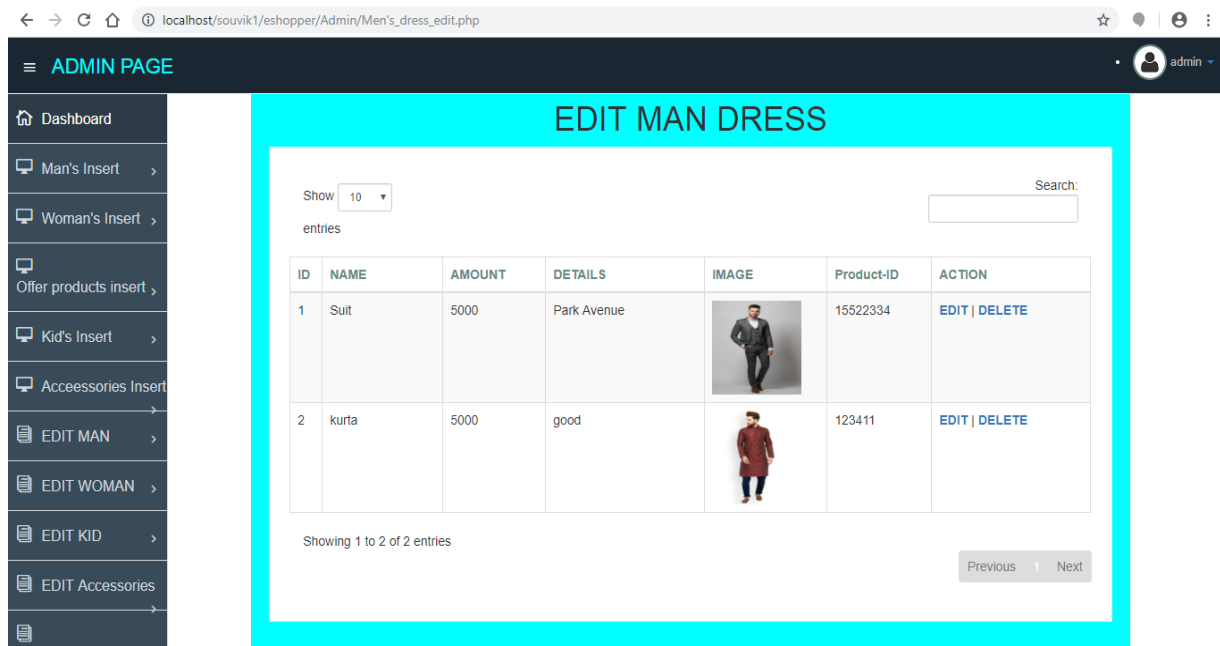 localhost/souvik1/eshopper/Admin/Men's_dress_edit.php
≡ ADMIN PAGE
admin
Dashboard
Man's Insert
Woman's Insert
Offer products insert
Kid's Insert
Acceessories Insert
EDIT MAN
EDIT WOMAN
EDIT KID
EDIT Accessories
EDIT MAN DRESS
Show 10
entries
Search:
ID NAME AMOUNT DETAILS IMAGE Product-ID ACTION
1 Suit 5000 Park Avenue 15522334 EDIT | DELETE
2 kurta 5000 good 123411 EDIT | DELETE
Showing 1 to 2 of 2 entries
Previous 1 Next